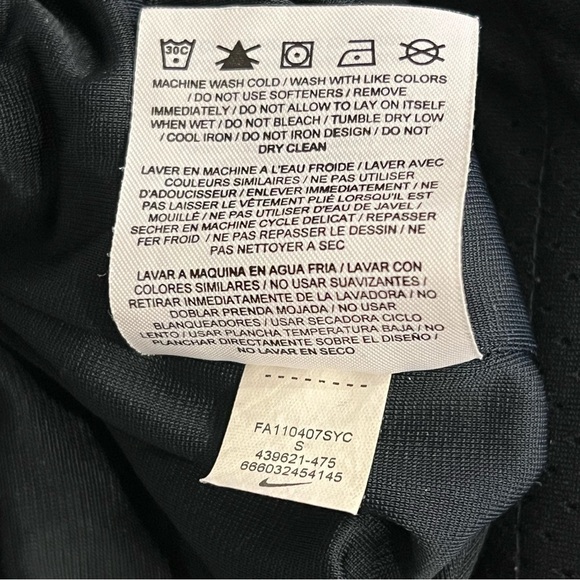 30C
MACHINE WASH COLD / WASH WITH LIKE COLORS
/ DO NOT USE SOFTENERS / REMOVE
IMMEDIATELY / DO NOT ALLOW TO LAY ON ITSELF
WHEN WET / DO NOT BLEACH / TUMBLE DRY LOW
/ COOL IRON / DO NOT IRON DESIGN / DO NOT
DRY CLEAN
LAVER EN MACHINE A L'EAU FROIDE / LAVER AVEC
COULEURS SIMILAIRES / NE PAS UTILISER
D'ADOUCISSEUR / ENLEVER IMMEDIATEMENT / NE
PAS LAISSER LE VÊTEMENT PLIÉ LORSQU'IL EST
MOUILLÉ / NE PAS UTILISER D'EAU DE JAVEL /
SECHER EN MACHINE CYCLE DELICAT / REPASSER
FER FROID / NE PAS REPASSER LE DESSIN / NE
PAS NETTOYER A SEC
LAVAR A MAQUINA EN AGUA FRIA / LAVAR CON
COLORES SIMILARES / NO USAR SUAVIZANTES /
RETIRAR INMEDIATAMENTE DE LA LAVADORA / NO
DOBLAR PRENDA MOJADA / NO USAR
BLANQUEADORES / USAR SECADORA CICLO
LENTO / USAR PLANCHA TEMPERATURA BAJA / NO
PLANCHAR DIRECTAMENTE SOBRE EL DISEÑO /
NO LAVAR EN SECO
FA110407SYC
S
439621-475
666032454145